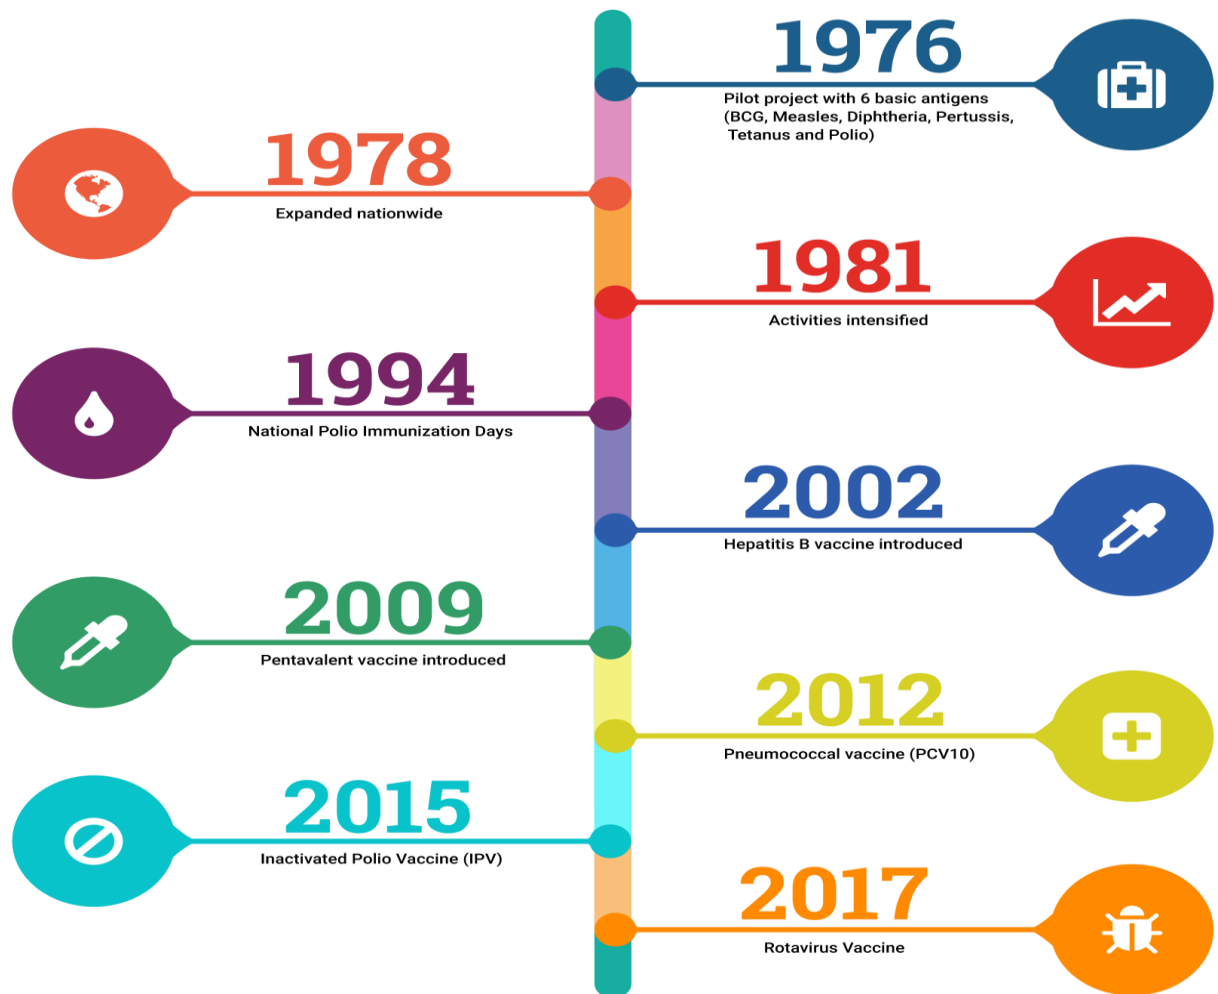 1976
Pilot project with 6 basic antigens
(BCG, Measles, Diphtheria, Pertussis,
Tetanus and Polio)
1978
Expanded nationwide
1981
Activities intensified
1994
National Polio Immunization Days
2002
Hepatitis B vaccine introduced
2009
Pentavalent vaccine introduced
2012
Pneumococcal vaccine (PCV10)
2015
Inactivated Polio Vaccine (IPV)
2017
Rotavirus Vaccine